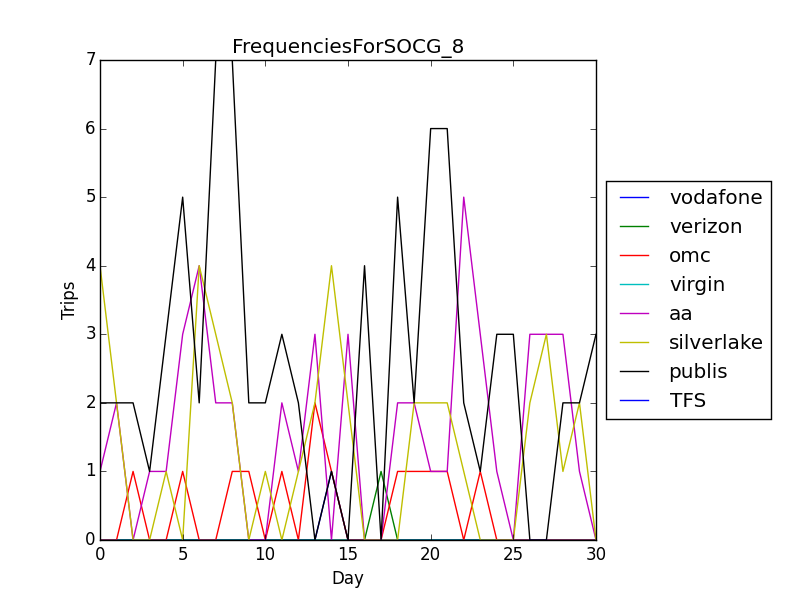 FrequenciesForSOCG_8
7
6
5
4
3
2
1
0
Trips
0 5 10 15 20 25 30
Day
vodafone
verizon
omc
virgin
aa
silverlake
publis
TFS